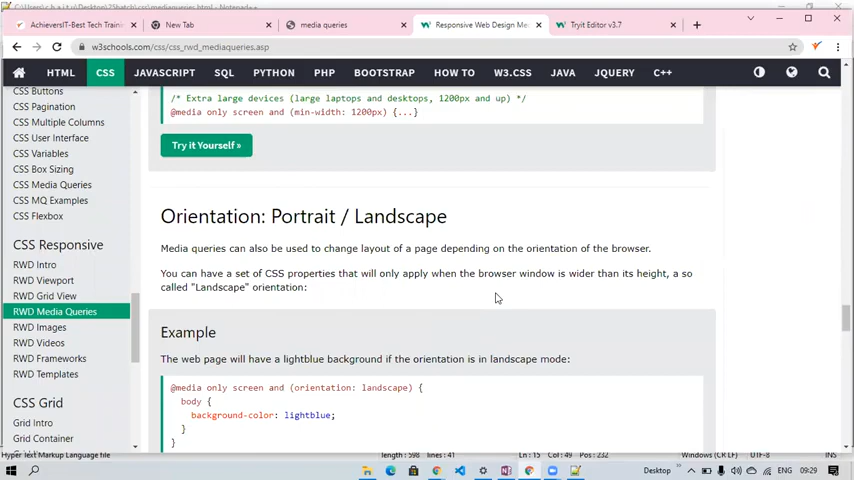 C:\Users\c h a i t y\Desktop\25batch\mediaqueries.html - Notepad++
AchieversIT-Best Tech Trainin
New Tab
media queries
Responsive Web Design Me
Tryit Editor v3.7
w3schools.com/css/css_rwd_mediaqueries.asp
HTML CSS JAVASCRIPT SQL PYTHON PHP BOOTSTRAP HOW TO W3.CSS JAVA JQUERY C++
CSS Buttons
CSS Pagination
CSS Multiple Columns
CSS User Interface
CSS Variables
CSS Box Sizing
CSS Media Queries
CSS MQ Examples
CSS Flexbox
CSS Responsive
RWD Intro
RWD Viewport
RWD Grid View
RWD Media Queries
RWD Images
RWD Videos
RWD Frameworks
RWD Templates
CSS Grid
Grid Intro
Grid Container
/* Extra large devices (large laptops and desktops, 1200px and up) */
@media only screen and (min-width: 1200px) {...}
Try it Yourself »
Orientation: Portrait / Landscape
Media queries can also be used to change layout of a page depending on the orientation of the browser.
You can have a set of CSS properties that will only apply when the browser window is wider than its height, a so
called "Landscape" orientation:
Example
The web page will have a lightblue background if the orientation is in landscape mode:
@media only screen and (orientation: landscape) {
body {
background-color: lightblue;
}
}
Hyper Text Markup Language file length : 598 lines : 41 Ln : 15 Col : 49 Pos : 232 Windows (CR LF) UTF-8 INS
Desktop ENG 09:29